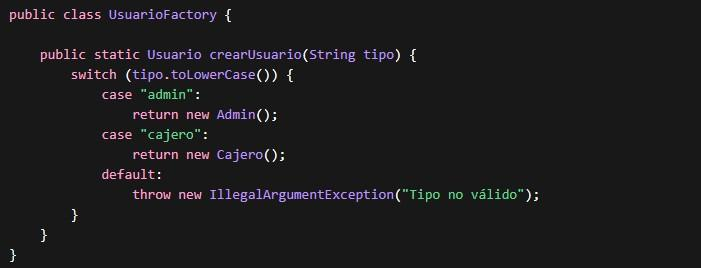 public class UsuarioFactory {
    public static Usuario crearUsuario(String tipo) {
        switch (tipo.toLowerCase()) {
            case "admin":
                return new Admin();
            case "cajero":
                return new Cajero();
            default:
                throw new IllegalArgumentException("Tipo no válido");
        }
    }
}